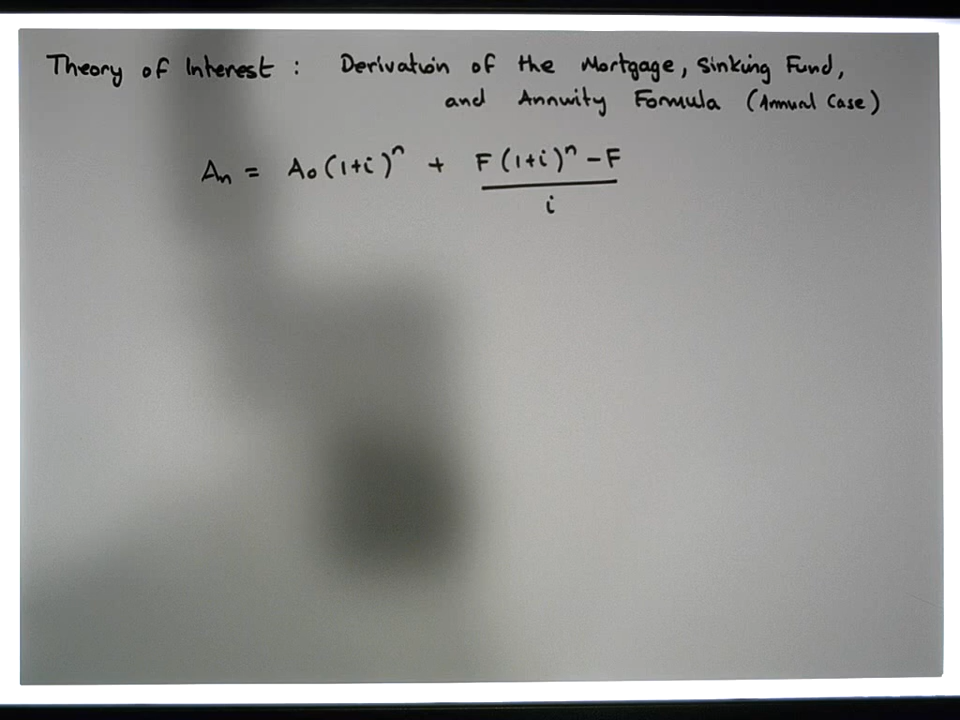 Theory of Interest : Derivation of the Mortgage, Sinking Fund,
and Annuity Formula (Annual Case)
Aₙ = A₀(1+i)ⁿ + F(1+i)ⁿ - F
i